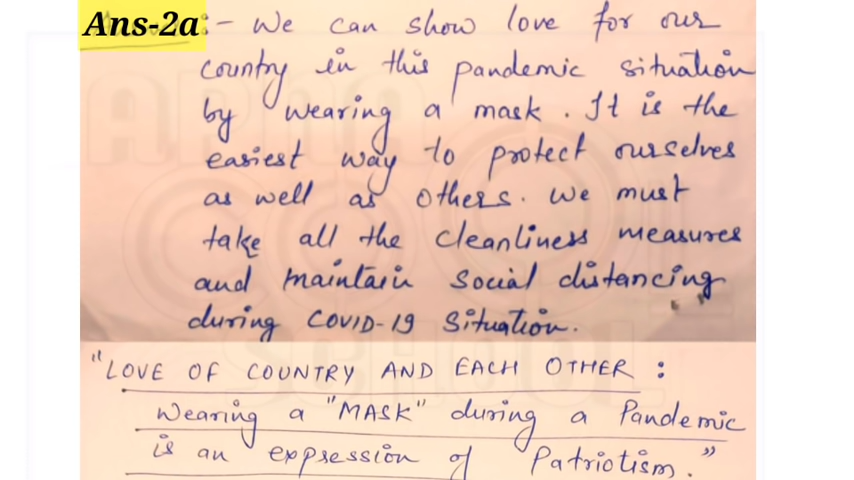 Ans-2a :- We can show love for our
country in this pandemic situation
by wearing a mask. It is the
easiest way to protect ourselves
as well as others. We must
take all the cleanliness measures
and maintain social distancing
during COVID-19 situation.
"LOVE OF COUNTRY AND EACH OTHER :
Wearing a "MASK" during a Pandemic
is an expsession of Patriotism."
APNA
SCHOOL